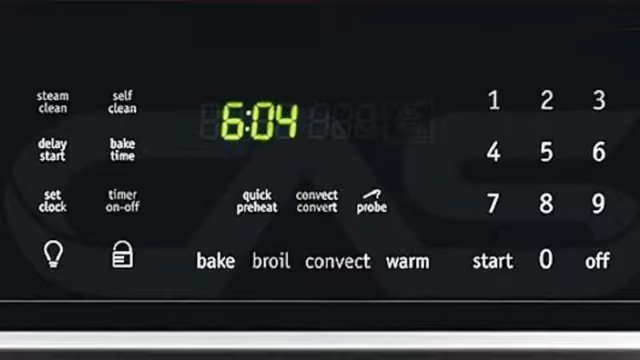 steam
clean
self
clean
delay
start
bake
time
set
clock
timer
on-off
6:04
quick
preheat
convect
convert
probe
bake broil convect warm
1 2 3
4 5 6
7 8 9
start 0 off